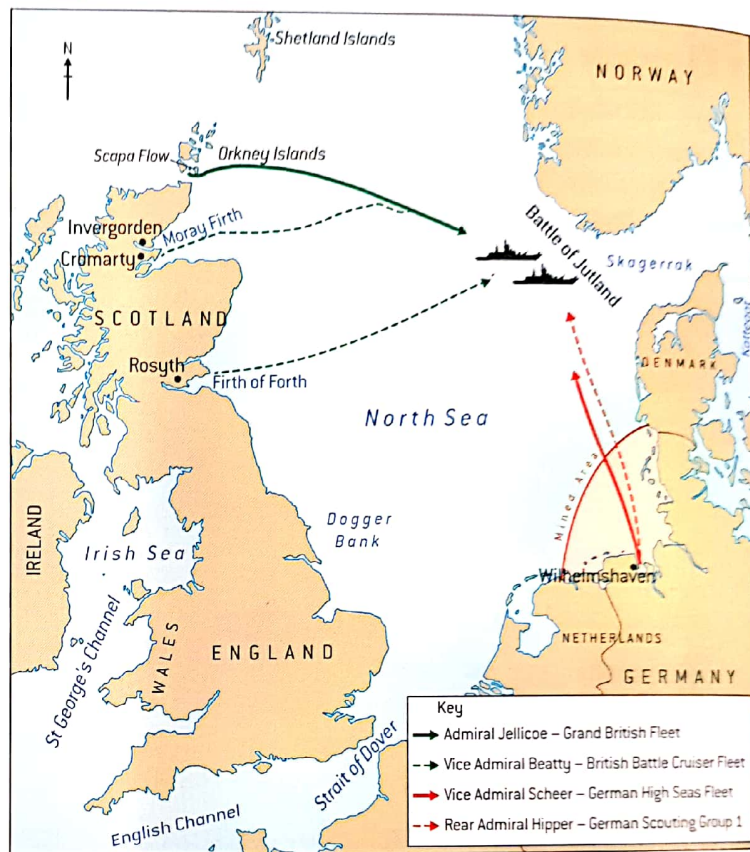 N
Shetland Islands
NORWAY
Scapa Flow
Orkney Islands
Invergorden
Moray Firth
Cromarty
Battle of Jutland
Skagerrak
Kattegat
SCOTLAND
Rosyth
Firth of Forth
DENMARK
North Sea
Mined Area
IRELAND
Dogger
Bank
Irish Sea
Wilhelmshaven
St George's Channel
WALES
ENGLAND
NETHERLANDS
GERMANY
Strait of Dover
English Channel
Key
Admiral Jellicoe – Grand British Fleet
Vice Admiral Beatty – British Battle Cruiser Fleet
Vice Admiral Scheer – German High Seas Fleet
Rear Admiral Hipper – German Scouting Group 1